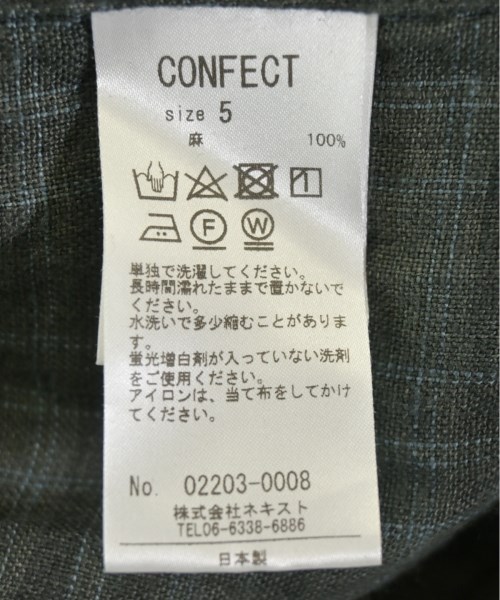 CONFECT
size 5
麻 100%
F W
単独で洗濯してください。
長時間濡れたままで置かないで
ください。
水洗いで多少縮むことがありま
す。
蛍光増白剤が入っていない洗剤
をご使用ください。
アイロンは、当て布をしてかけ
てください。
No. 02203-0008
株式会社ネキスト
TEL06-6338-6886
日本製